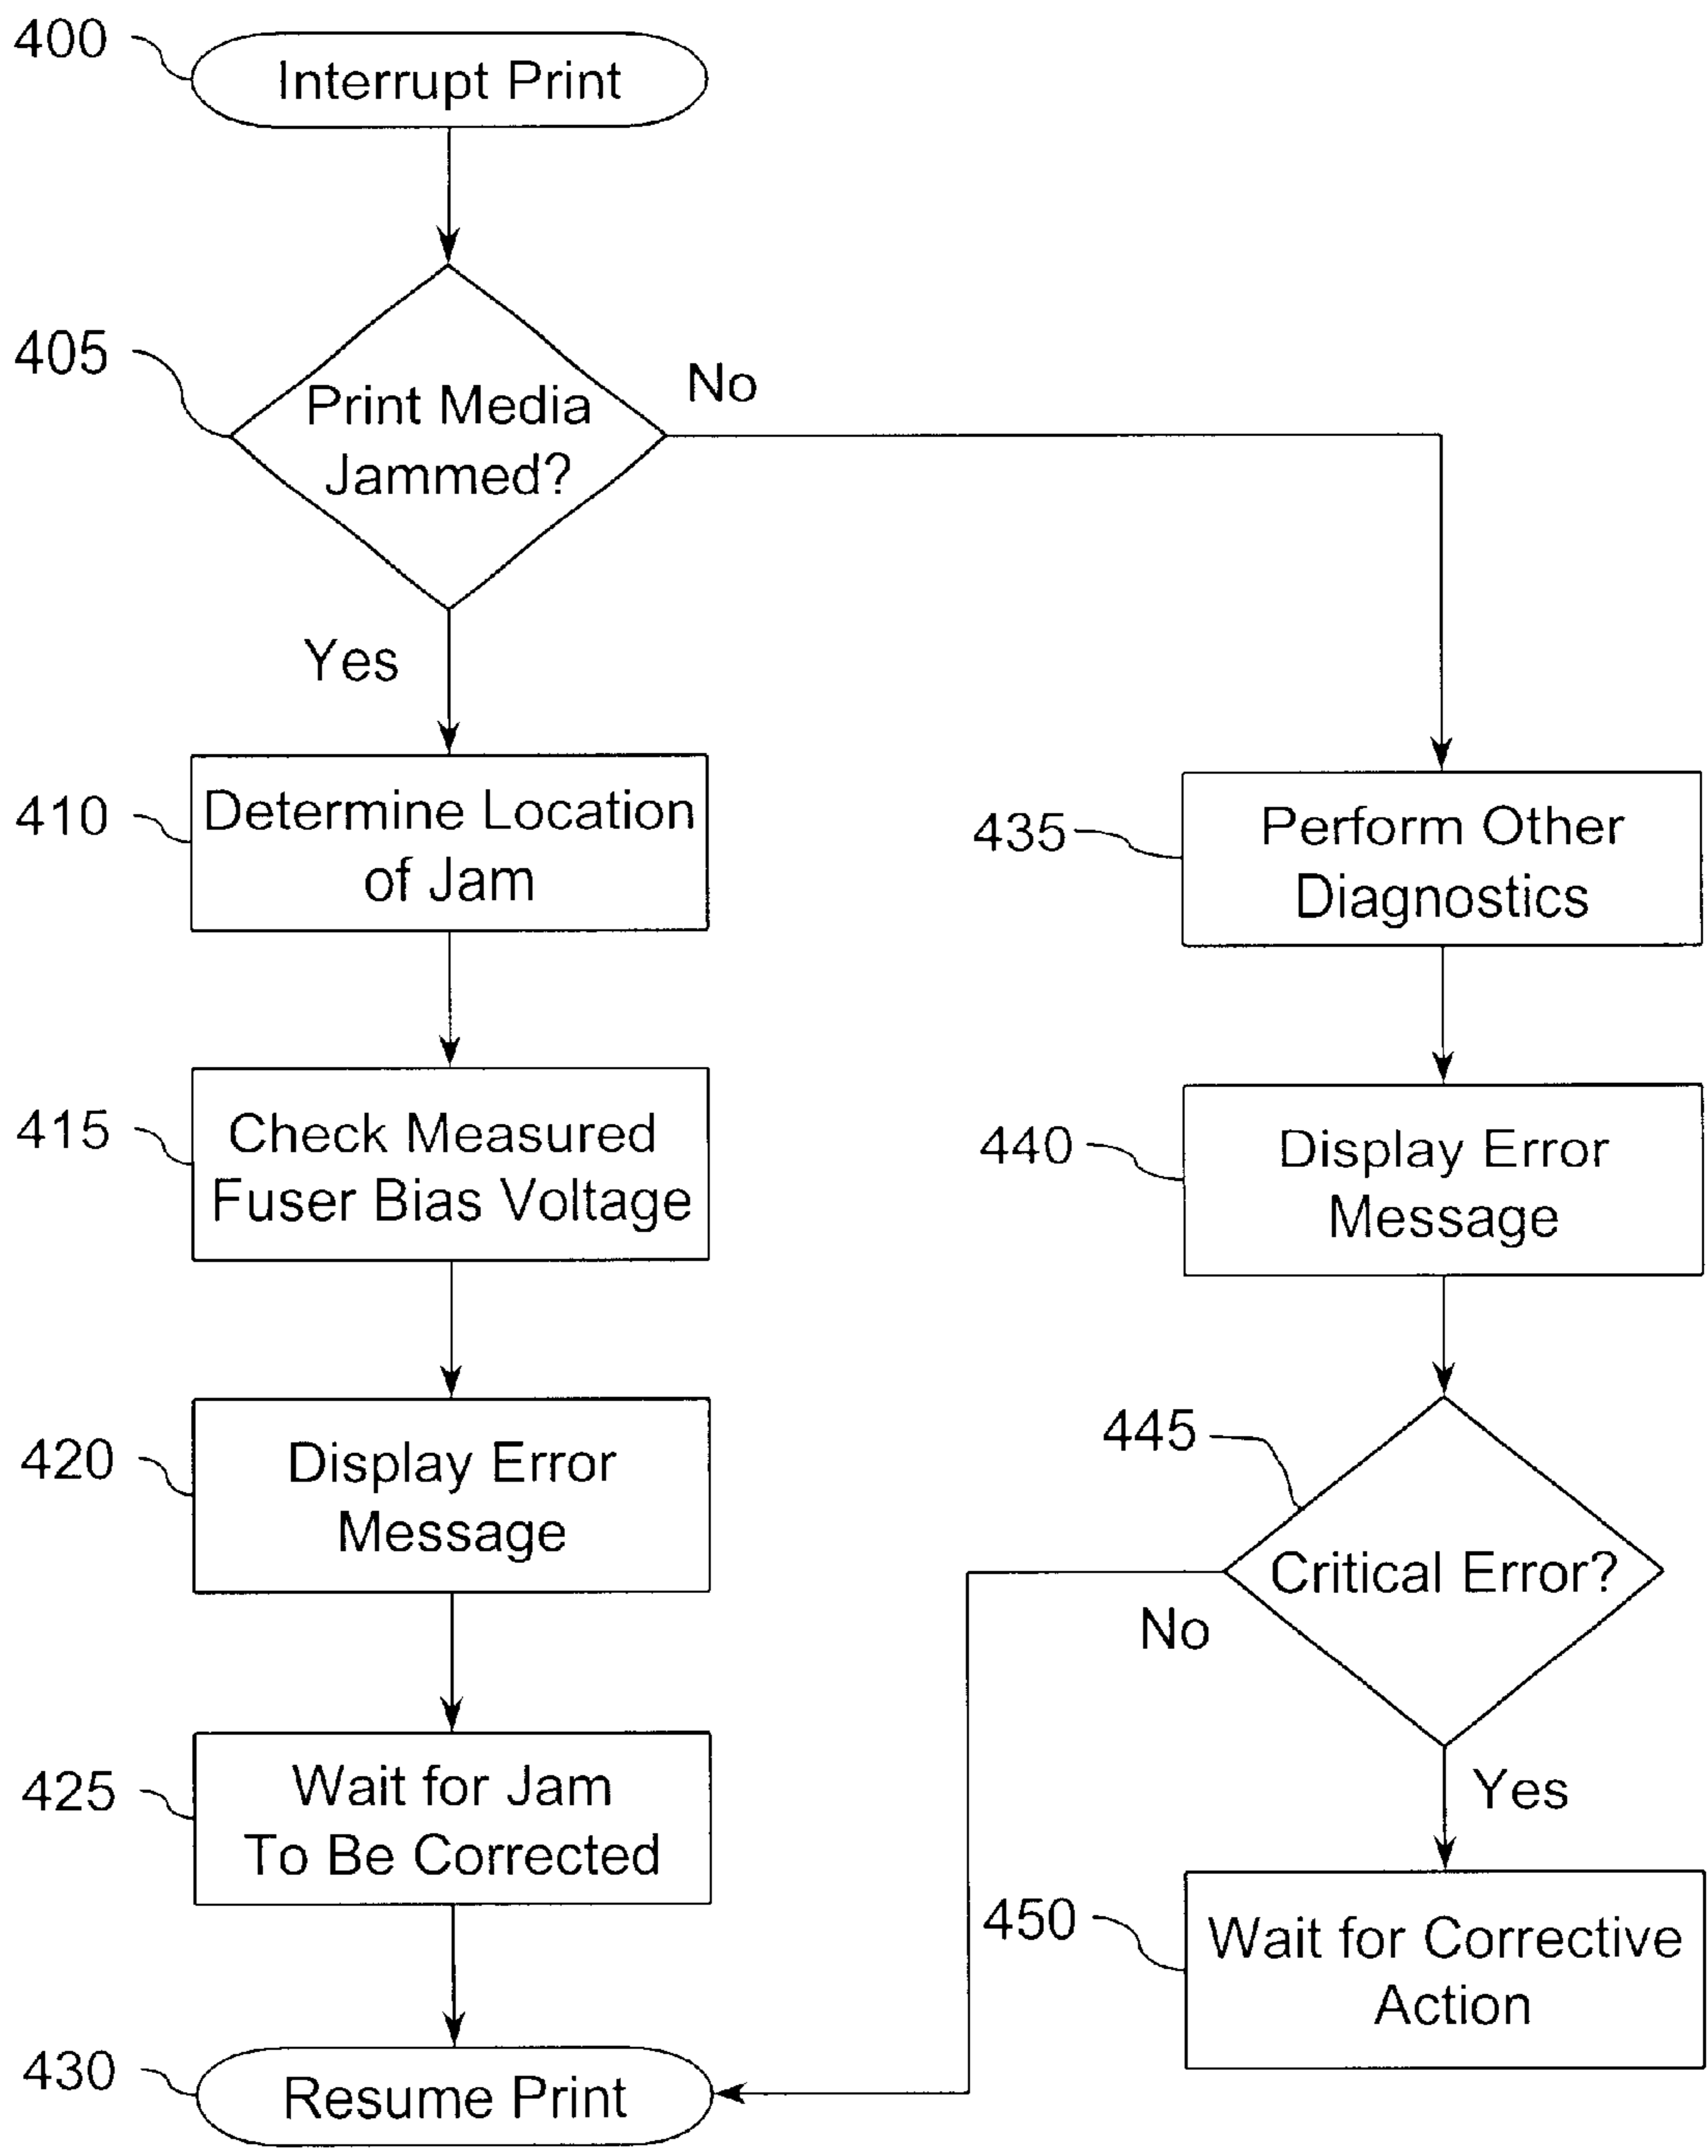 400
Interrupt Print
405
Print Media
Jammed?
No
Yes
410
Determine Location
of Jam
415
Check Measured
Fuser Bias Voltage
420
Display Error
Message
425
Wait for Jam
To Be Corrected
430
Resume Print
435
Perform Other
Diagnostics
440
Display Error
Message
445
Critical Error?
No
Yes
450
Wait for Corrective
Action